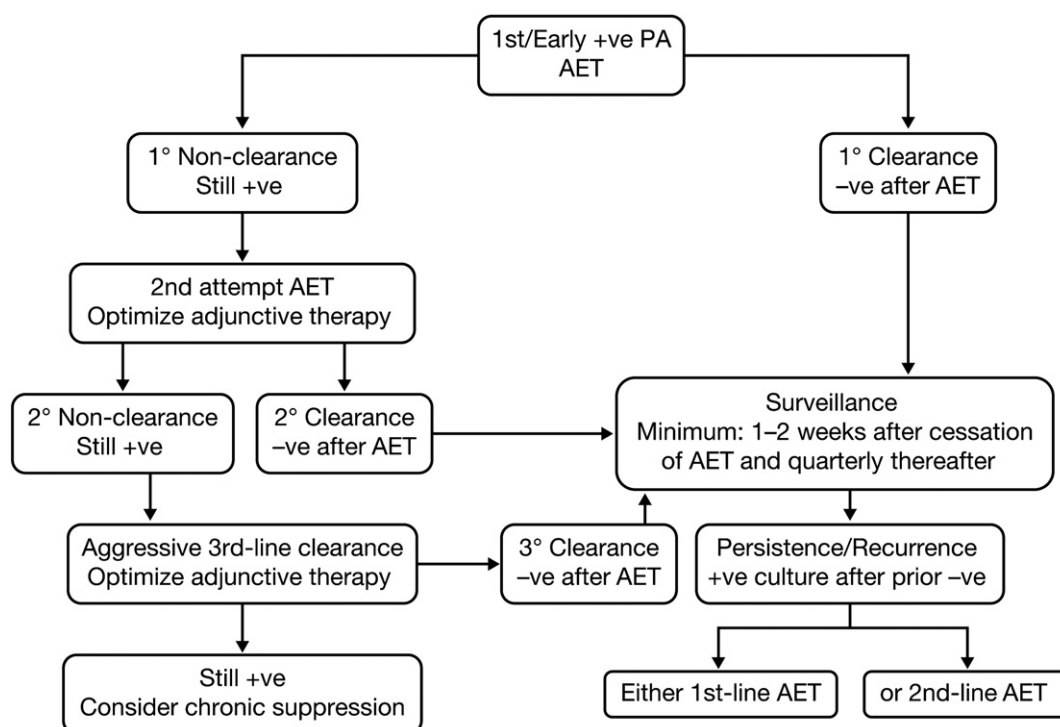 1st/Early +ve PA
AET
1° Non-clearance
Still +ve
1° Clearance
–ve after AET
2nd attempt AET
Optimize adjunctive therapy
2° Non-clearance
Still +ve
2° Clearance
–ve after AET
Surveillance
Minimum: 1–2 weeks after cessation
of AET and quarterly thereafter
Aggressive 3rd-line clearance
Optimize adjunctive therapy
3° Clearance
–ve after AET
Persistence/Recurrence
+ve culture after prior –ve
Still +ve
Consider chronic suppression
Either 1st-line AET
or 2nd-line AET